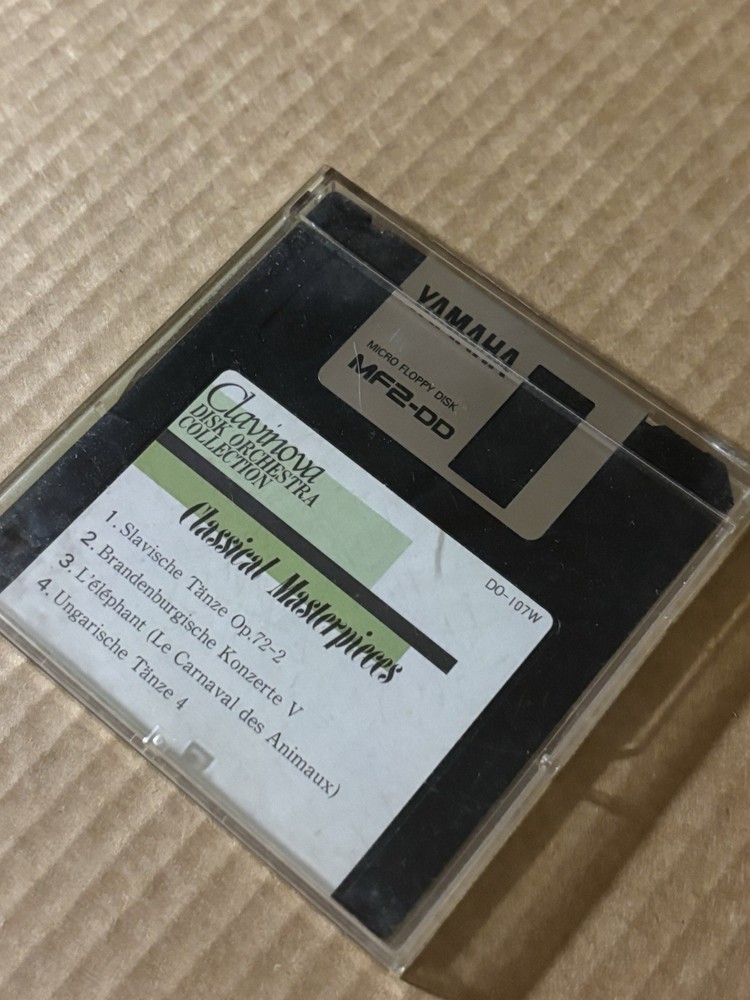 YAMAHA
MICRO FLOPPY DISK
MF2-DD
Clavinova
DISK ORCHESTRA
COLLECTION
Classical Masterpieces
DO-107W
1. Slavische Tänze Op.72-2
2. Brandenburgische Konzerte V
3. L'éléphant (Le Carnaval des Animaux)
4. Ungarische Tänze 4